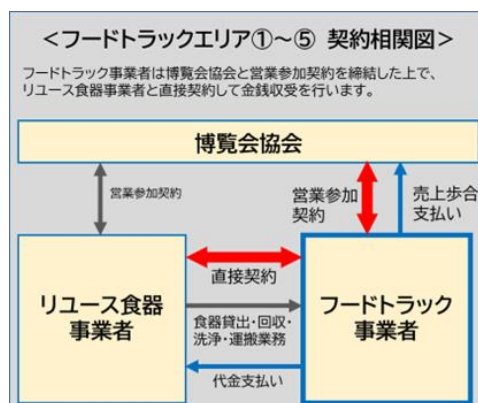 ＜フードトラックエリア①～⑤ 契約相関図＞
フードトラック事業者は博覧会協会と営業参加契約を締結した上で、
リユース食器事業者と直接契約して金銭収受を行います。
博覧会協会
営業参加契約
営業参加
契約
売上歩合
支払い
直接契約
リユース食器
事業者
フードトラック
事業者
食器貸出・回収・
洗浄・運搬業務
代金支払い